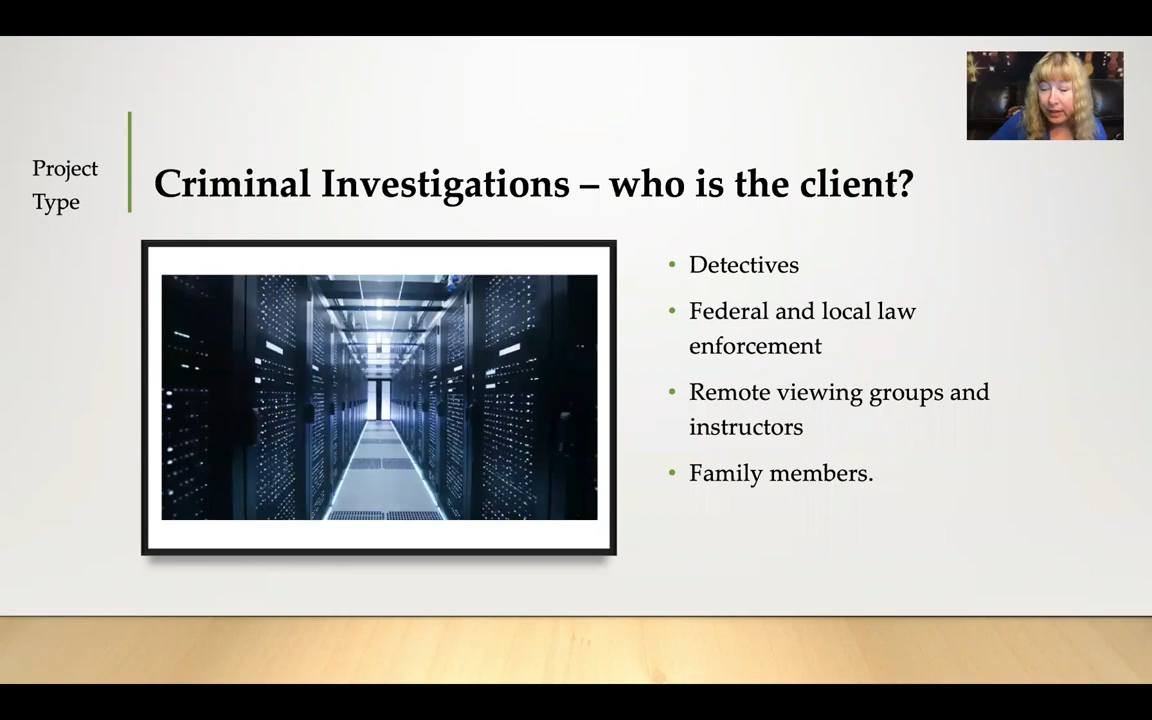 Project
Type
Criminal Investigations – who is the client?
• Detectives
• Federal and local law
enforcement
• Remote viewing groups and
instructors
• Family members.